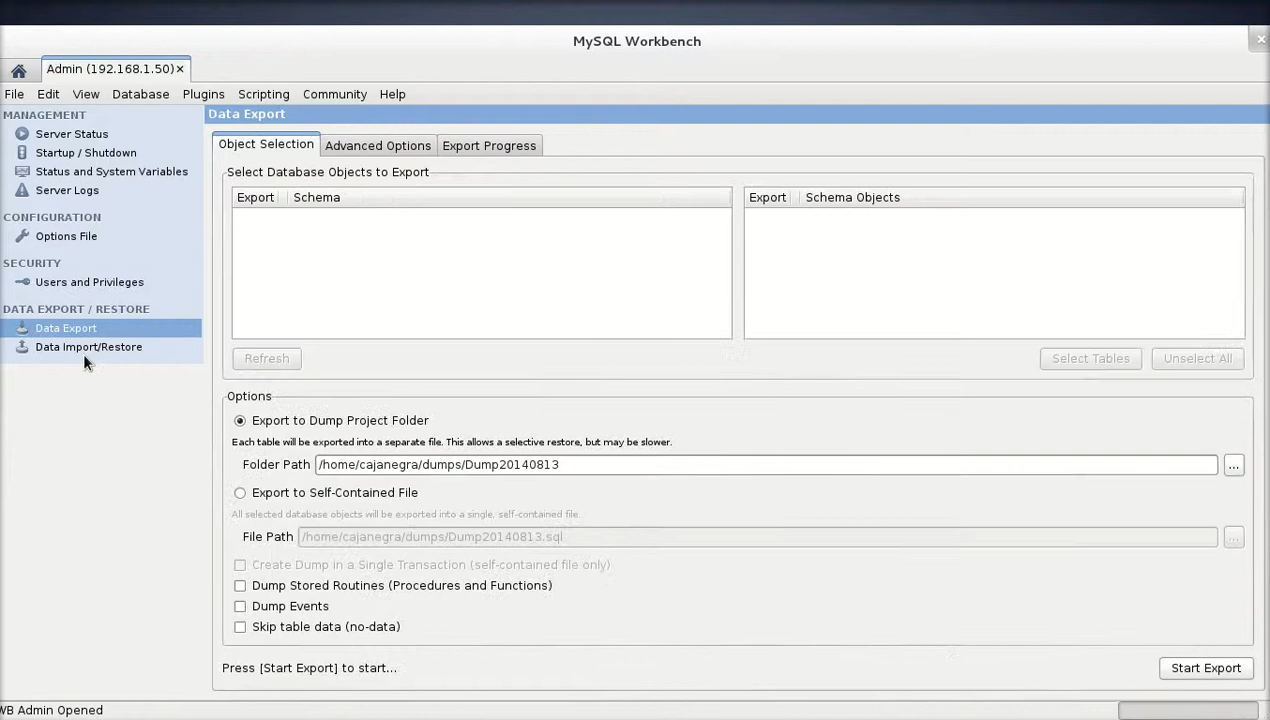 MySQL Workbench
Admin (192.168.1.50)
File Edit View Database Plugins Scripting Community Help
MANAGEMENT
Server Status
Startup / Shutdown
Status and System Variables
Server Logs
CONFIGURATION
Options File
SECURITY
Users and Privileges
DATA EXPORT / RESTORE
Data Export
Data Import/Restore
Data Export
Object Selection Advanced Options Export Progress
Select Database Objects to Export
Export Schema
Export Schema Objects
Refresh
Select Tables Unselect All
Options
Export to Dump Project Folder
Each table will be exported into a separate file. This allows a selective restore, but may be slower.
Folder Path /home/cajanegra/dumps/Dump20140813 ...
Export to Self-Contained File
All selected database objects will be exported into a single, self-contained file.
File Path /home/cajanegra/dumps/Dump20140813.sql ...
Create Dump in a Single Transaction (self-contained file only)
Dump Stored Routines (Procedures and Functions)
Dump Events
Skip table data (no-data)
Press [Start Export] to start...
Start Export
WB Admin Opened